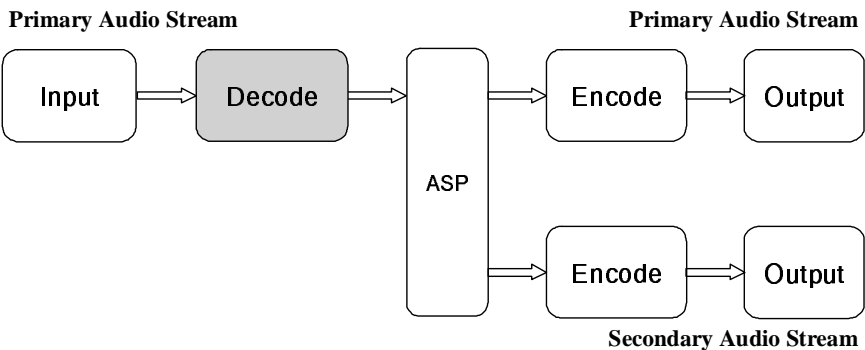 Primary Audio Stream
Primary Audio Stream
Input
Decode
Encode
Output
ASP
Encode
Output
Secondary Audio Stream